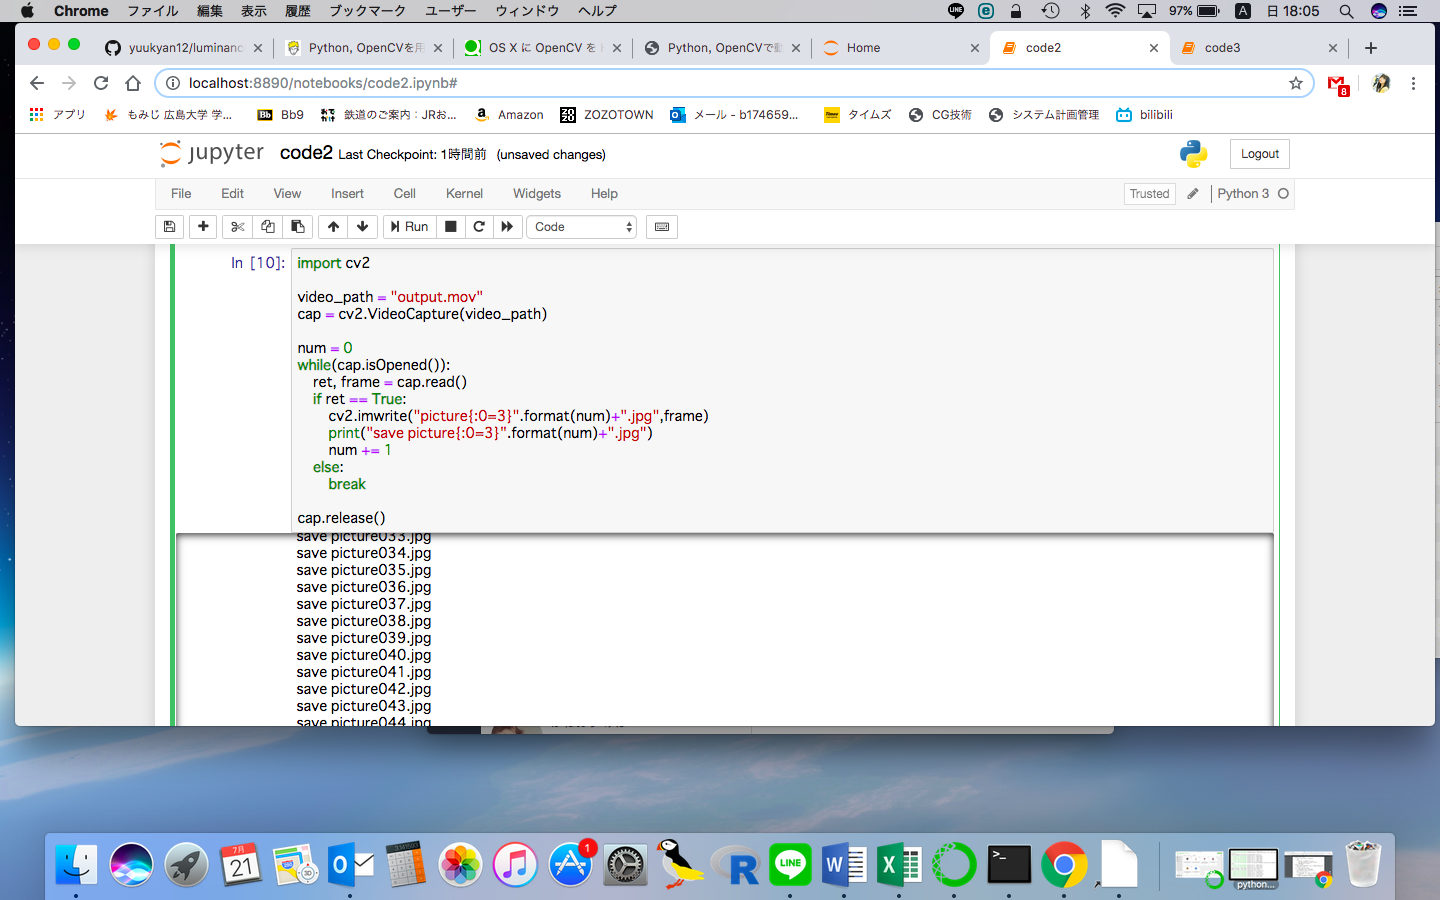 Chrome ファイル 編集 表示 履歴 ブックマーク ユーザー ウィンドウ ヘルプ 97% A 日 18:05
yuukyan12/luminanc Python, OpenCVを用 OS X に OpenCV を Python, OpenCVで動 Home code2 code3
localhost:8890/notebooks/code2.ipynb# 8
アプリ もみじ 広島大学 学... Bb Bb9 鉄道のご案内：JRお... Amazon ZOZOTOWN メール - b174659... タイムズ CG技術 システム計画管理 bilibili
jupyter code2 Last Checkpoint: 1時間前 (unsaved changes) Logout
File Edit View Insert Cell Kernel Widgets Help Trusted Python 3
Run Code
In [10]: import cv2
video_path = "output.mov"
cap = cv2.VideoCapture(video_path)
num = 0
while(cap.isOpened()):
ret, frame = cap.read()
if ret == True:
cv2.imwrite("picture{:0=3}".format(num)+".jpg",frame)
print("save picture{:0=3}".format(num)+".jpg")
num += 1
else:
break
cap.release()
save picture033.jpg
save picture034.jpg
save picture035.jpg
save picture036.jpg
save picture037.jpg
save picture038.jpg
save picture039.jpg
save picture040.jpg
save picture041.jpg
save picture042.jpg
save picture043.jpg
save picture044.jpg
7月
21
1
LINE
python...